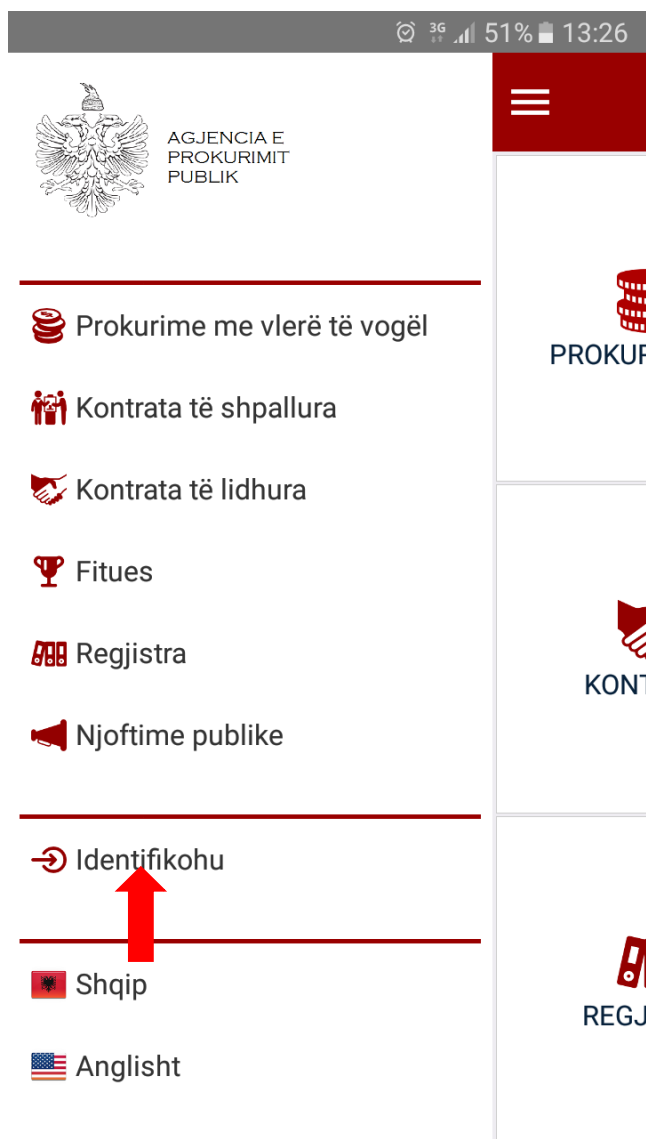 3G 51% 13:26
AGJENCIA E
PROKURIMIT
PUBLIK
Prokurime me vlerë të vogël
Kontrata të shpallura
Kontrata të lidhura
Fitues
Regjistra
Njoftime publike
Identifikohu
Shqip
Anglisht